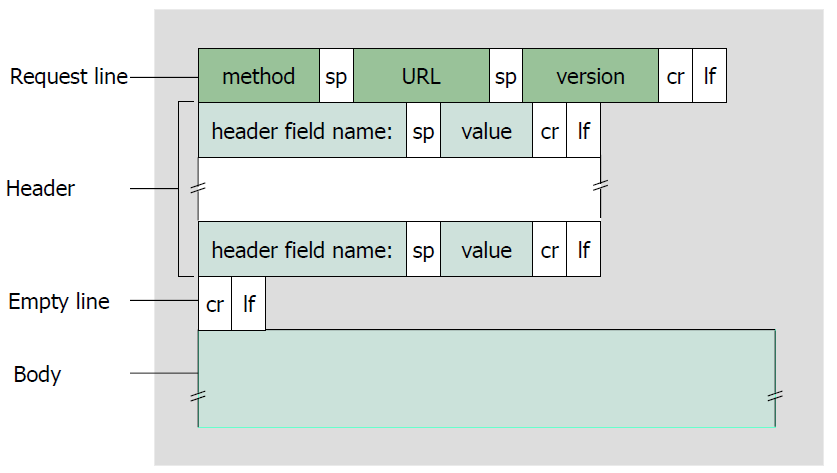 Request line method sp URL sp version cr lf
header field name: sp value cr lf
Header
header field name: sp value cr lf
Empty line cr lf
Body